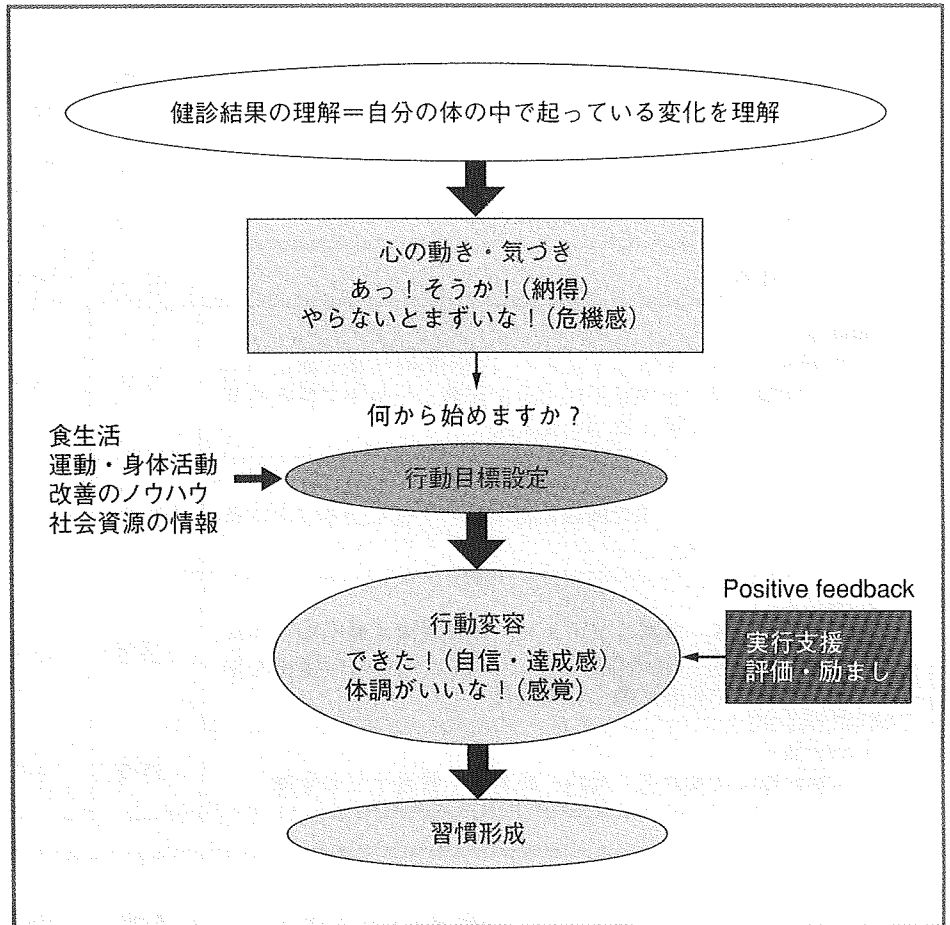 健診結果の理解＝自分の体の中で起っている変化を理解
心の動き・気づき
あっ！そうか！（納得）
やらないとまずいな！（危機感）
何から始めますか？
食生活
運動・身体活動
改善のノウハウ
社会資源の情報
行動目標設定
行動変容
できた！（自信・達成感）
体調がいいな！（感覚）
Positive feedback
実行支援
評価・励まし
習慣形成